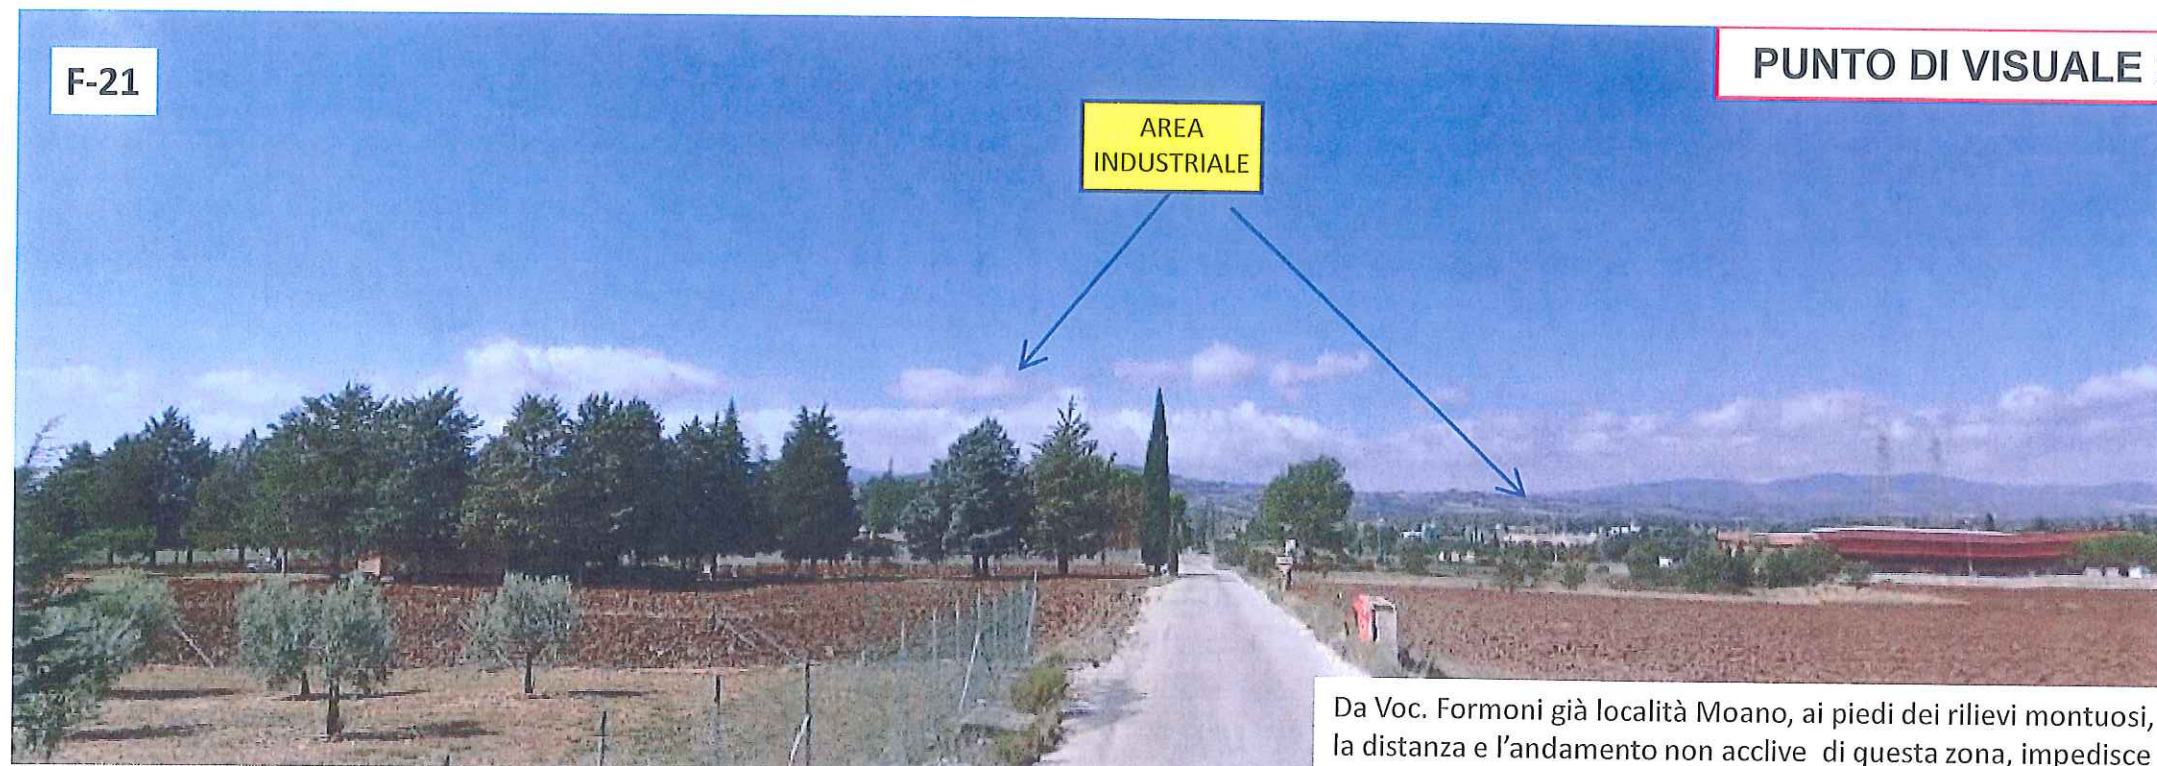 F-21
PUNTO DI VISUALE
AREA
INDUSTRIALE
Da Voc. Formoni già località Moano, ai piedi dei rilievi montuosi,
la distanza e l'andamento non acclive di questa zona, impedisce